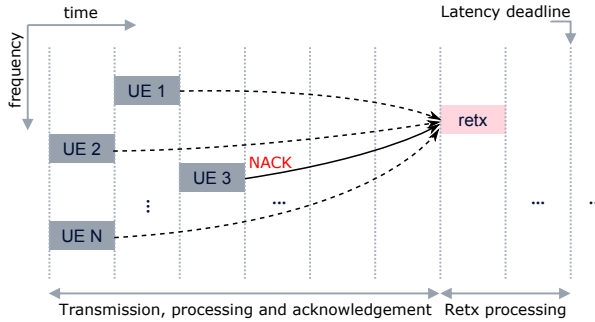 time
Latency deadline
frequency
UE 1
retx
UE 2
NACK
UE 3
...
...
...
UE N
Transmission, processing and acknowledgement
Retx processing